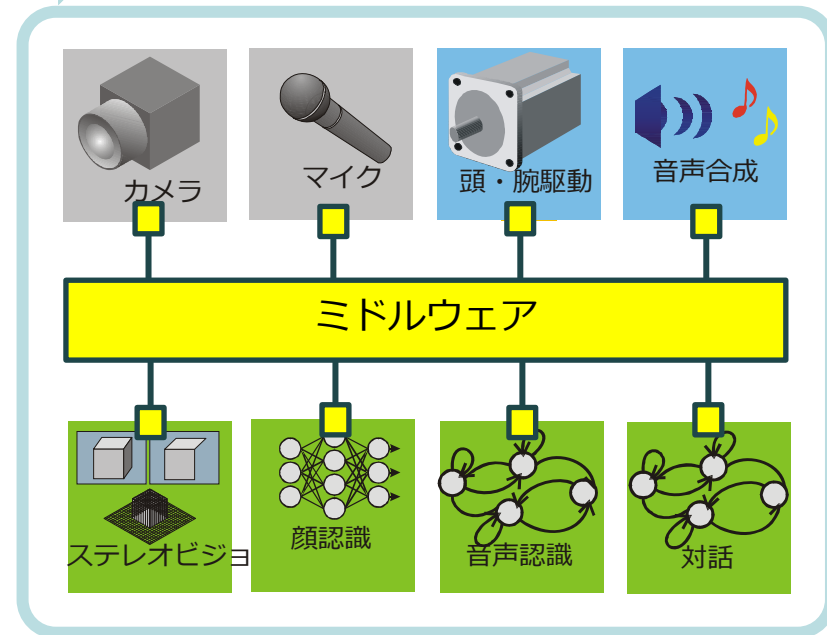 カメラ
マイク
頭・腕駆動
音声合成
ミドルウェア
ステレオビジョ
顔認識
音声認識
対話